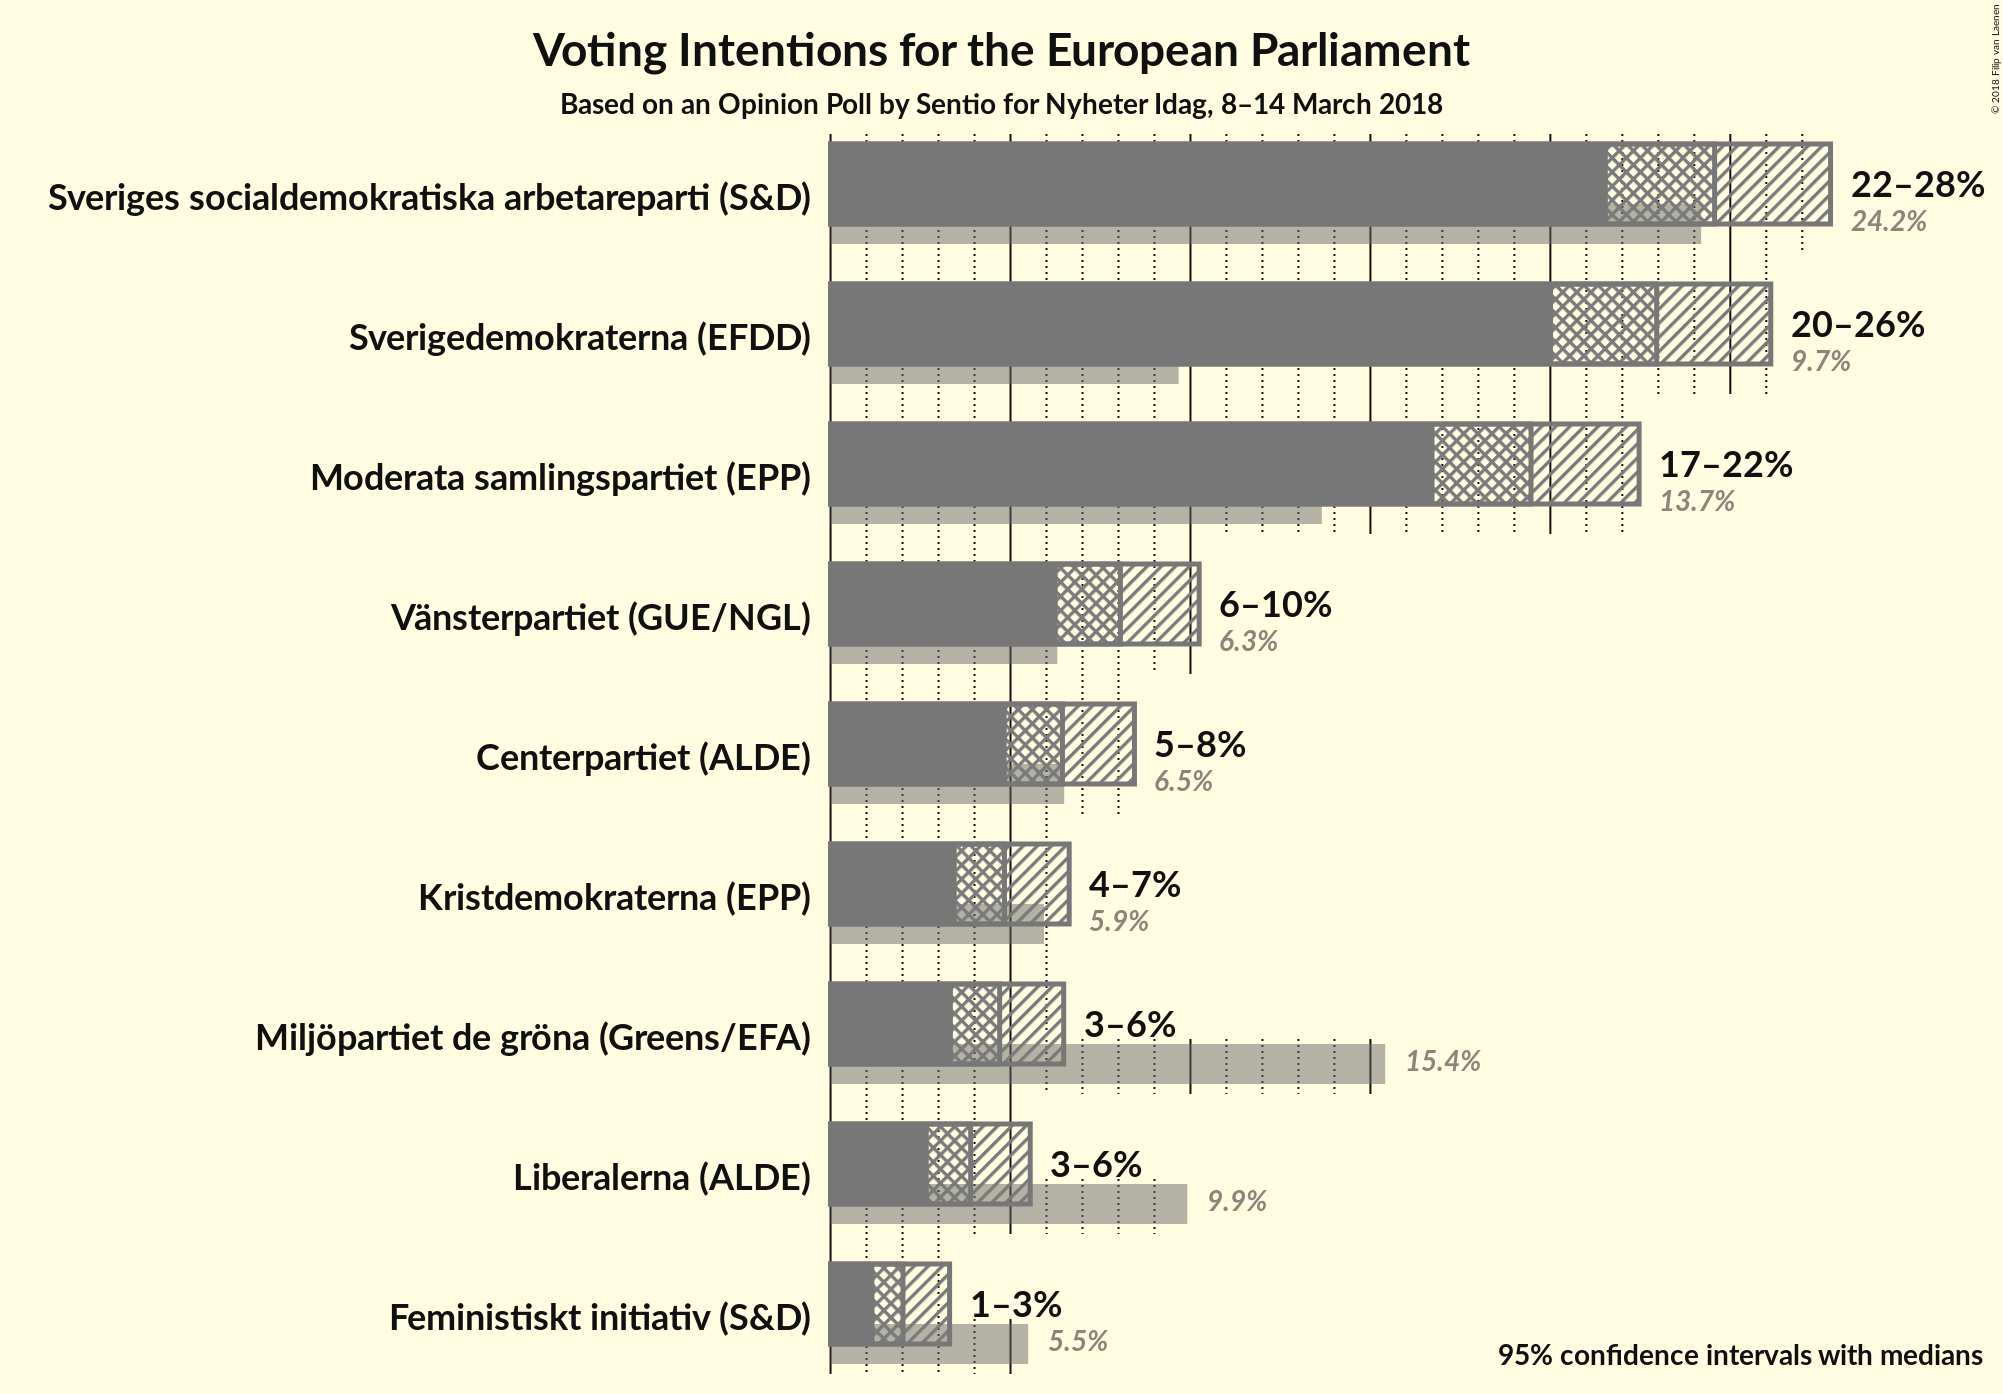 Voting Intentions for the European Parliament
Based on an Opinion Poll by Sentio for Nyheter Idag, 8–14 March 2018
© 2018 Filip van Laenen
Sveriges socialdemokratiska arbetareparti (S&D)
22–28%
24.2%
Sverigedemokraterna (EFDD)
20–26%
9.7%
Moderata samlingspartiet (EPP)
17–22%
13.7%
Vänsterpartiet (GUE/NGL)
6–10%
6.3%
Centerpartiet (ALDE)
5–8%
6.5%
Kristdemokraterna (EPP)
4–7%
5.9%
Miljöpartiet de gröna (Greens/EFA)
3–6%
15.4%
Liberalerna (ALDE)
3–6%
9.9%
Feministiskt initiativ (S&D)
1–3%
5.5%
95% confidence intervals with medians